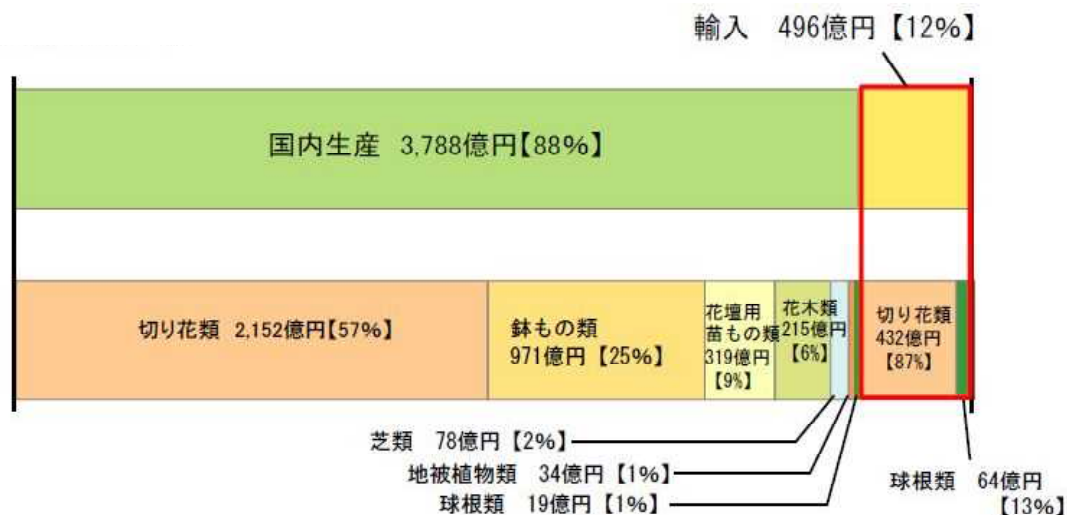 輸入 496億円【12%】
国内生産 3,788億円【88%】
切り花類 2,152億円【57%】
鉢もの類
971億円【25%】
花壇用
苗もの類
319億円
【9%】
花木類
215億円
【6%】
切り花類
432億円
【87%】
芝類 78億円【2%】
地被植物類 34億円【1%】
球根類 19億円【1%】
球根類 64億円
【13%】